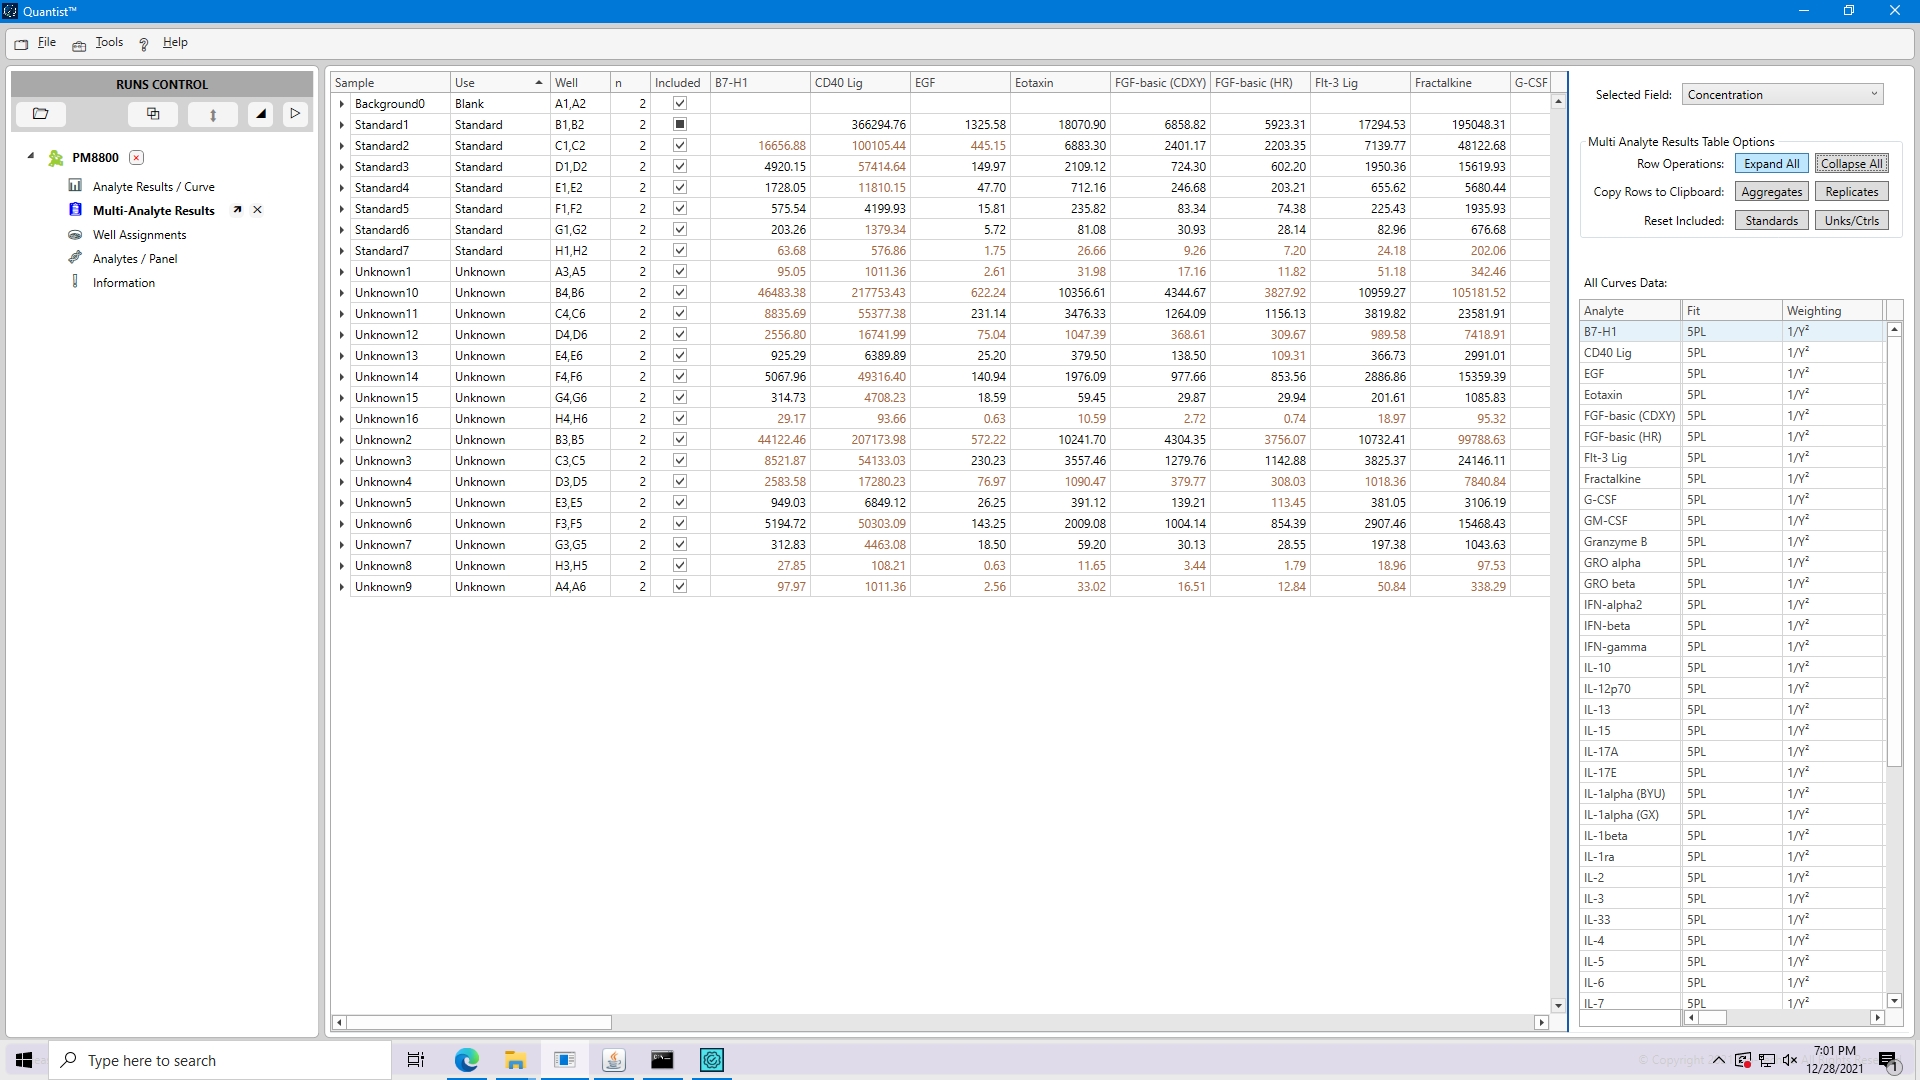 Quantist™
File Tools Help
RUNS CONTROL
PM8800
Analyte Results / Curve
Multi-Analyte Results
Well Assignments
Analytes / Panel
Information
Sample Use Well n Included B7-H1 CD40 Lig EGF Eotaxin FGF-basic (CDXY) FGF-basic (HR) Flt-3 Lig Fractalkine G-CSF
Background0 Blank A1,A2 2
Standard1 Standard B1,B2 2 366294.76 1325.58 18070.90 6858.82 5923.31 17294.53 195048.31
Standard2 Standard C1,C2 2 16656.88 100105.44 445.15 6883.30 2401.17 2203.35 7139.77 48122.68
Standard3 Standard D1,D2 2 4920.15 57414.64 149.97 2109.12 724.30 602.20 1950.36 15619.93
Standard4 Standard E1,E2 2 1728.05 11810.15 47.70 712.16 246.68 203.21 655.62 5680.44
Standard5 Standard F1,F2 2 575.54 4199.93 15.81 235.82 83.34 74.38 225.43 1935.93
Standard6 Standard G1,G2 2 203.26 1379.34 5.72 81.08 30.93 28.14 82.96 676.68
Standard7 Standard H1,H2 2 63.68 576.86 1.75 26.66 9.26 7.20 24.18 202.06
Unknown1 Unknown A3,A5 2 95.05 1011.36 2.61 31.98 17.16 11.82 51.18 342.46
Unknown10 Unknown B4,B6 2 46483.38 217753.43 622.24 10356.61 4344.67 3827.92 10959.27 105181.52
Unknown11 Unknown C4,C6 2 8835.69 55377.38 231.14 3476.33 1264.09 1156.13 3819.82 23581.91
Unknown12 Unknown D4,D6 2 2556.80 16741.99 75.04 1047.39 368.61 309.67 989.58 7418.91
Unknown13 Unknown E4,E6 2 925.29 6389.89 25.20 379.50 138.50 109.31 366.73 2991.01
Unknown14 Unknown F4,F6 2 5067.96 49316.40 140.94 1976.09 977.66 853.56 2886.86 15359.39
Unknown15 Unknown G4,G6 2 314.73 4708.23 18.59 59.45 29.87 29.94 201.61 1085.83
Unknown16 Unknown H4,H6 2 29.17 93.66 0.63 10.59 2.72 0.74 18.97 95.32
Unknown2 Unknown B3,B5 2 44122.46 207173.98 572.22 10241.70 4304.35 3756.07 10732.41 99788.63
Unknown3 Unknown C3,C5 2 8521.87 54133.03 230.23 3557.46 1279.76 1142.88 3825.37 24146.11
Unknown4 Unknown D3,D5 2 2583.58 17280.23 76.97 1090.47 379.77 308.03 1018.36 7840.84
Unknown5 Unknown E3,E5 2 949.03 6849.12 26.25 391.12 139.21 113.45 381.05 3106.19
Unknown6 Unknown F3,F5 2 5194.72 50303.09 143.25 2009.08 1004.14 854.39 2907.46 15468.43
Unknown7 Unknown G3,G5 2 312.83 4463.08 18.50 59.20 30.13 28.55 197.38 1043.63
Unknown8 Unknown H3,H5 2 27.85 108.21 0.63 11.65 3.44 1.79 18.96 97.53
Unknown9 Unknown A4,A6 2 97.97 1011.36 2.56 33.02 16.51 12.84 50.84 338.29
Selected Field: Concentration
Multi Analyte Results Table Options
Row Operations: Expand All Collapse All
Copy Rows to Clipboard: Aggregates Replicates
Reset Included: Standards Unks/Ctrls
All Curves Data:
Analyte Fit Weighting
B7-H1 5PL 1/Y²
CD40 Lig 5PL 1/Y²
EGF 5PL 1/Y²
Eotaxin 5PL 1/Y²
FGF-basic (CDXY) 5PL 1/Y²
FGF-basic (HR) 5PL 1/Y²
Flt-3 Lig 5PL 1/Y²
Fractalkine 5PL 1/Y²
G-CSF 5PL 1/Y²
GM-CSF 5PL 1/Y²
Granzyme B 5PL 1/Y²
GRO alpha 5PL 1/Y²
GRO beta 5PL 1/Y²
IFN-alpha2 5PL 1/Y²
IFN-beta 5PL 1/Y²
IFN-gamma 5PL 1/Y²
IL-10 5PL 1/Y²
IL-12p70 5PL 1/Y²
IL-13 5PL 1/Y²
IL-15 5PL 1/Y²
IL-17A 5PL 1/Y²
IL-17E 5PL 1/Y²
IL-1alpha (BYU) 5PL 1/Y²
IL-1alpha (GX) 5PL 1/Y²
IL-1beta 5PL 1/Y²
IL-1ra 5PL 1/Y²
IL-2 5PL 1/Y²
IL-3 5PL 1/Y²
IL-33 5PL 1/Y²
IL-4 5PL 1/Y²
IL-5 5PL 1/Y²
IL-6 5PL 1/Y²
IL-7 5PL 1/Y²
Type here to search
© Copyright
7:01 PM
12/28/2021
1